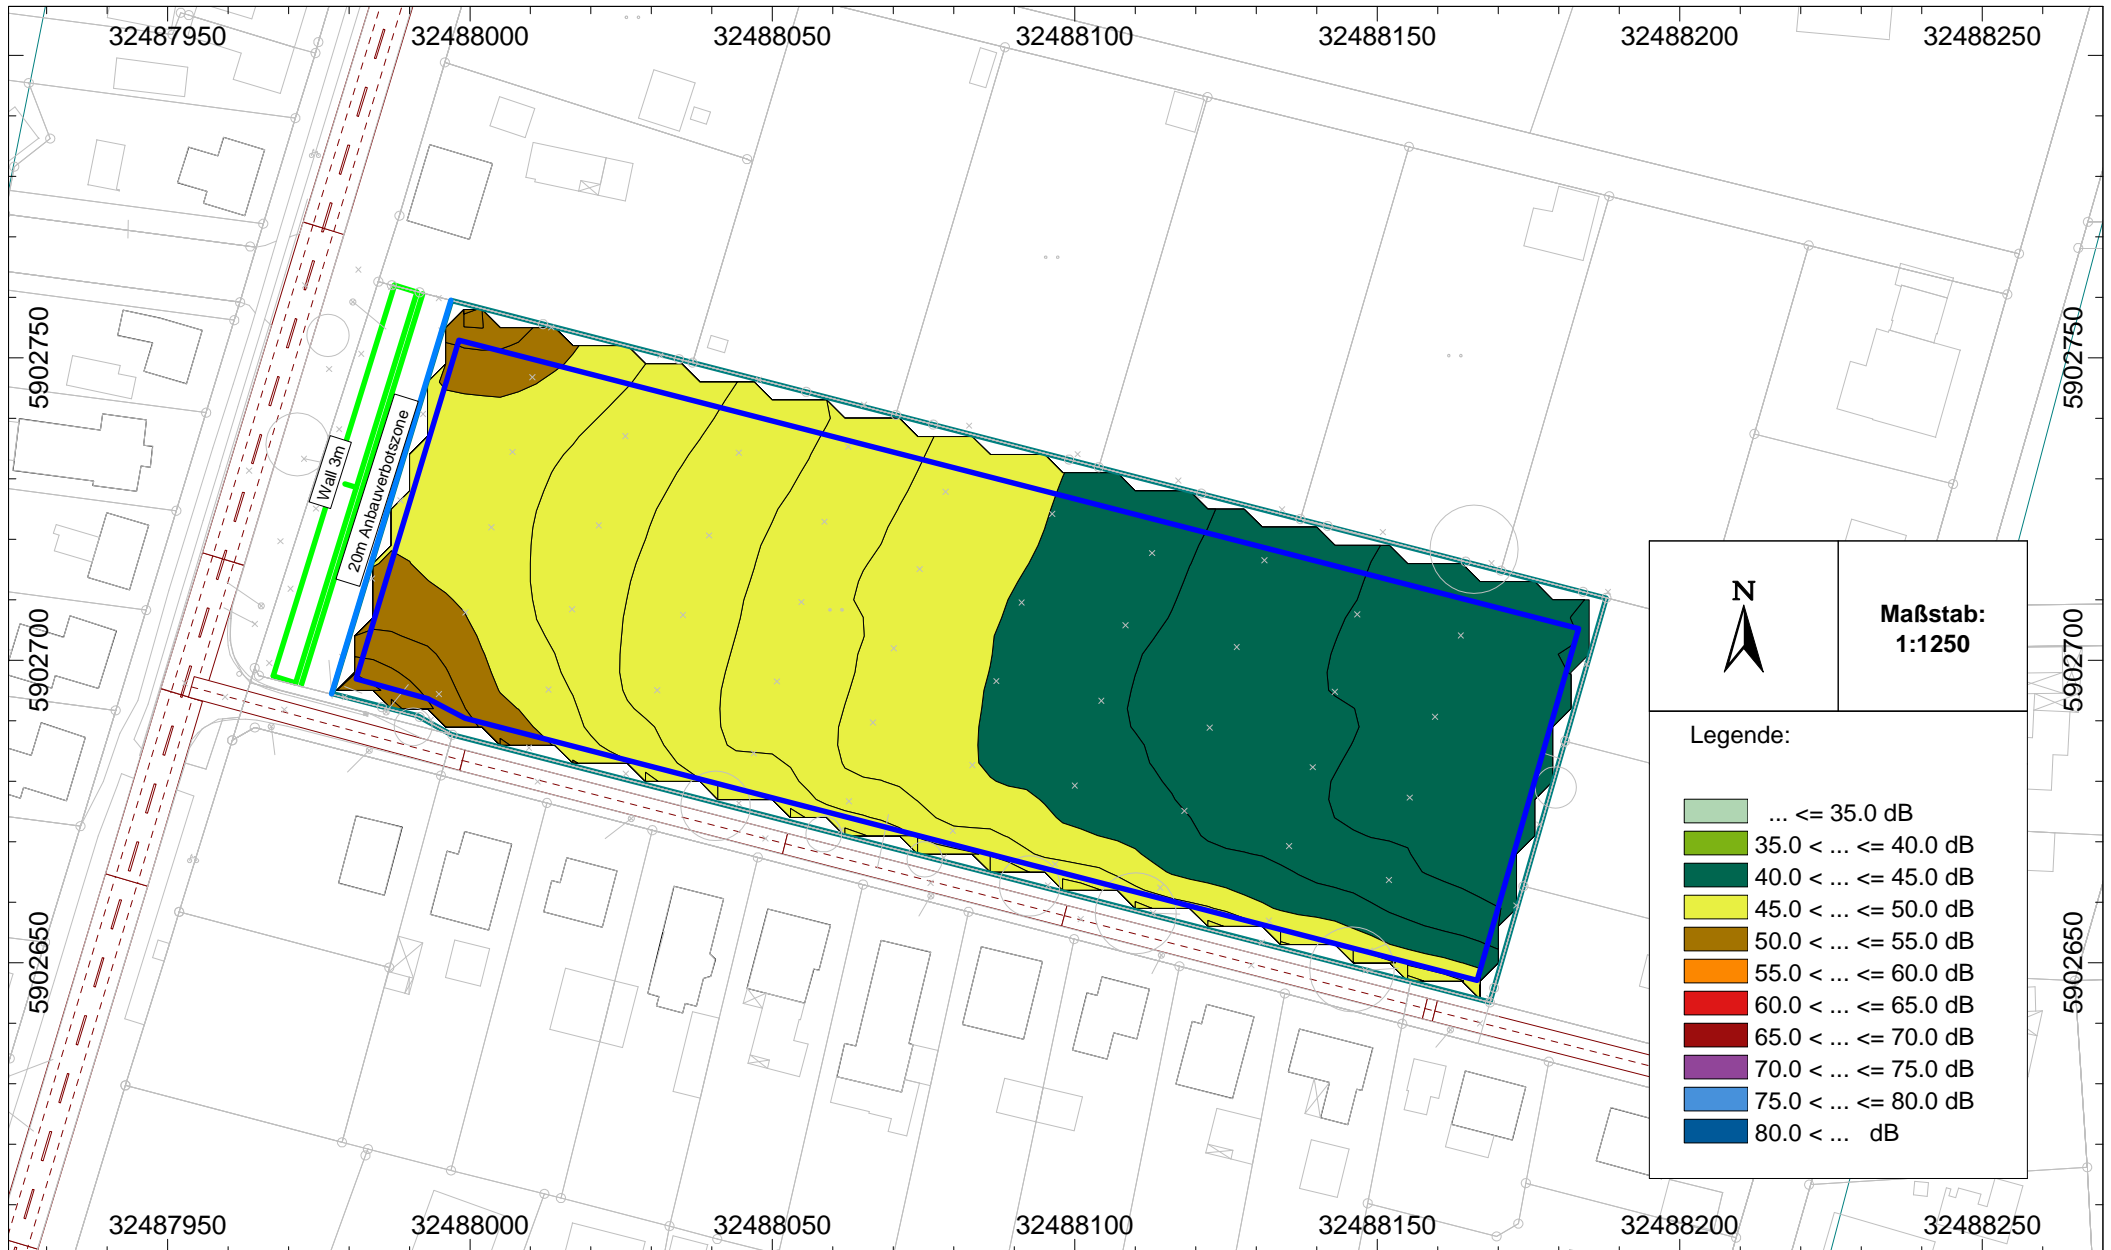 32487950 32488000 32488050 32488100 32488150 32488200 32488250
5902750
5902750
Wall 3m
20m Anbauverbotszone
5902700
5902700
5902650
5902650
N
Maßstab:
1:1250
Legende:
... <= 35.0 dB
35.0 < ... <= 40.0 dB
40.0 < ... <= 45.0 dB
45.0 < ... <= 50.0 dB
50.0 < ... <= 55.0 dB
55.0 < ... <= 60.0 dB
60.0 < ... <= 65.0 dB
65.0 < ... <= 70.0 dB
70.0 < ... <= 75.0 dB
75.0 < ... <= 80.0 dB
80.0 < ... dB
32487950 32488000 32488050 32488100 32488150 32488200 32488250